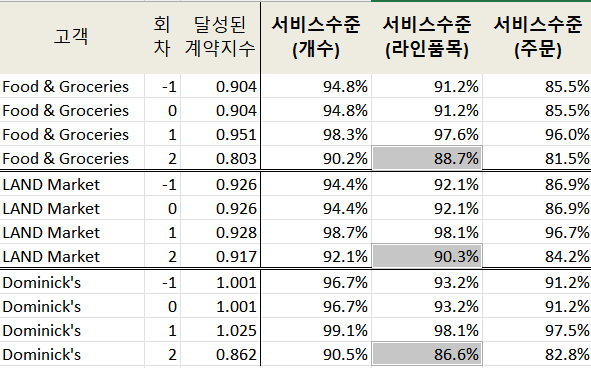 고객 회차 달성된 계약지수 서비스수준 (개수) 서비스수준 (라인품목) 서비스수준 (주문)
Food & Groceries -1 0.904 94.8% 91.2% 85.5%
Food & Groceries 0 0.904 94.8% 91.2% 85.5%
Food & Groceries 1 0.951 98.3% 97.6% 96.0%
Food & Groceries 2 0.803 90.2% 88.7% 81.5%
LAND Market -1 0.926 94.4% 92.1% 86.9%
LAND Market 0 0.926 94.4% 92.1% 86.9%
LAND Market 1 0.928 98.7% 98.1% 96.7%
LAND Market 2 0.917 92.1% 90.3% 84.2%
Dominick's -1 1.001 96.7% 93.2% 91.2%
Dominick's 0 1.001 96.7% 93.2% 91.2%
Dominick's 1 1.025 99.1% 98.1% 97.5%
Dominick's 2 0.862 90.5% 86.6% 82.8%